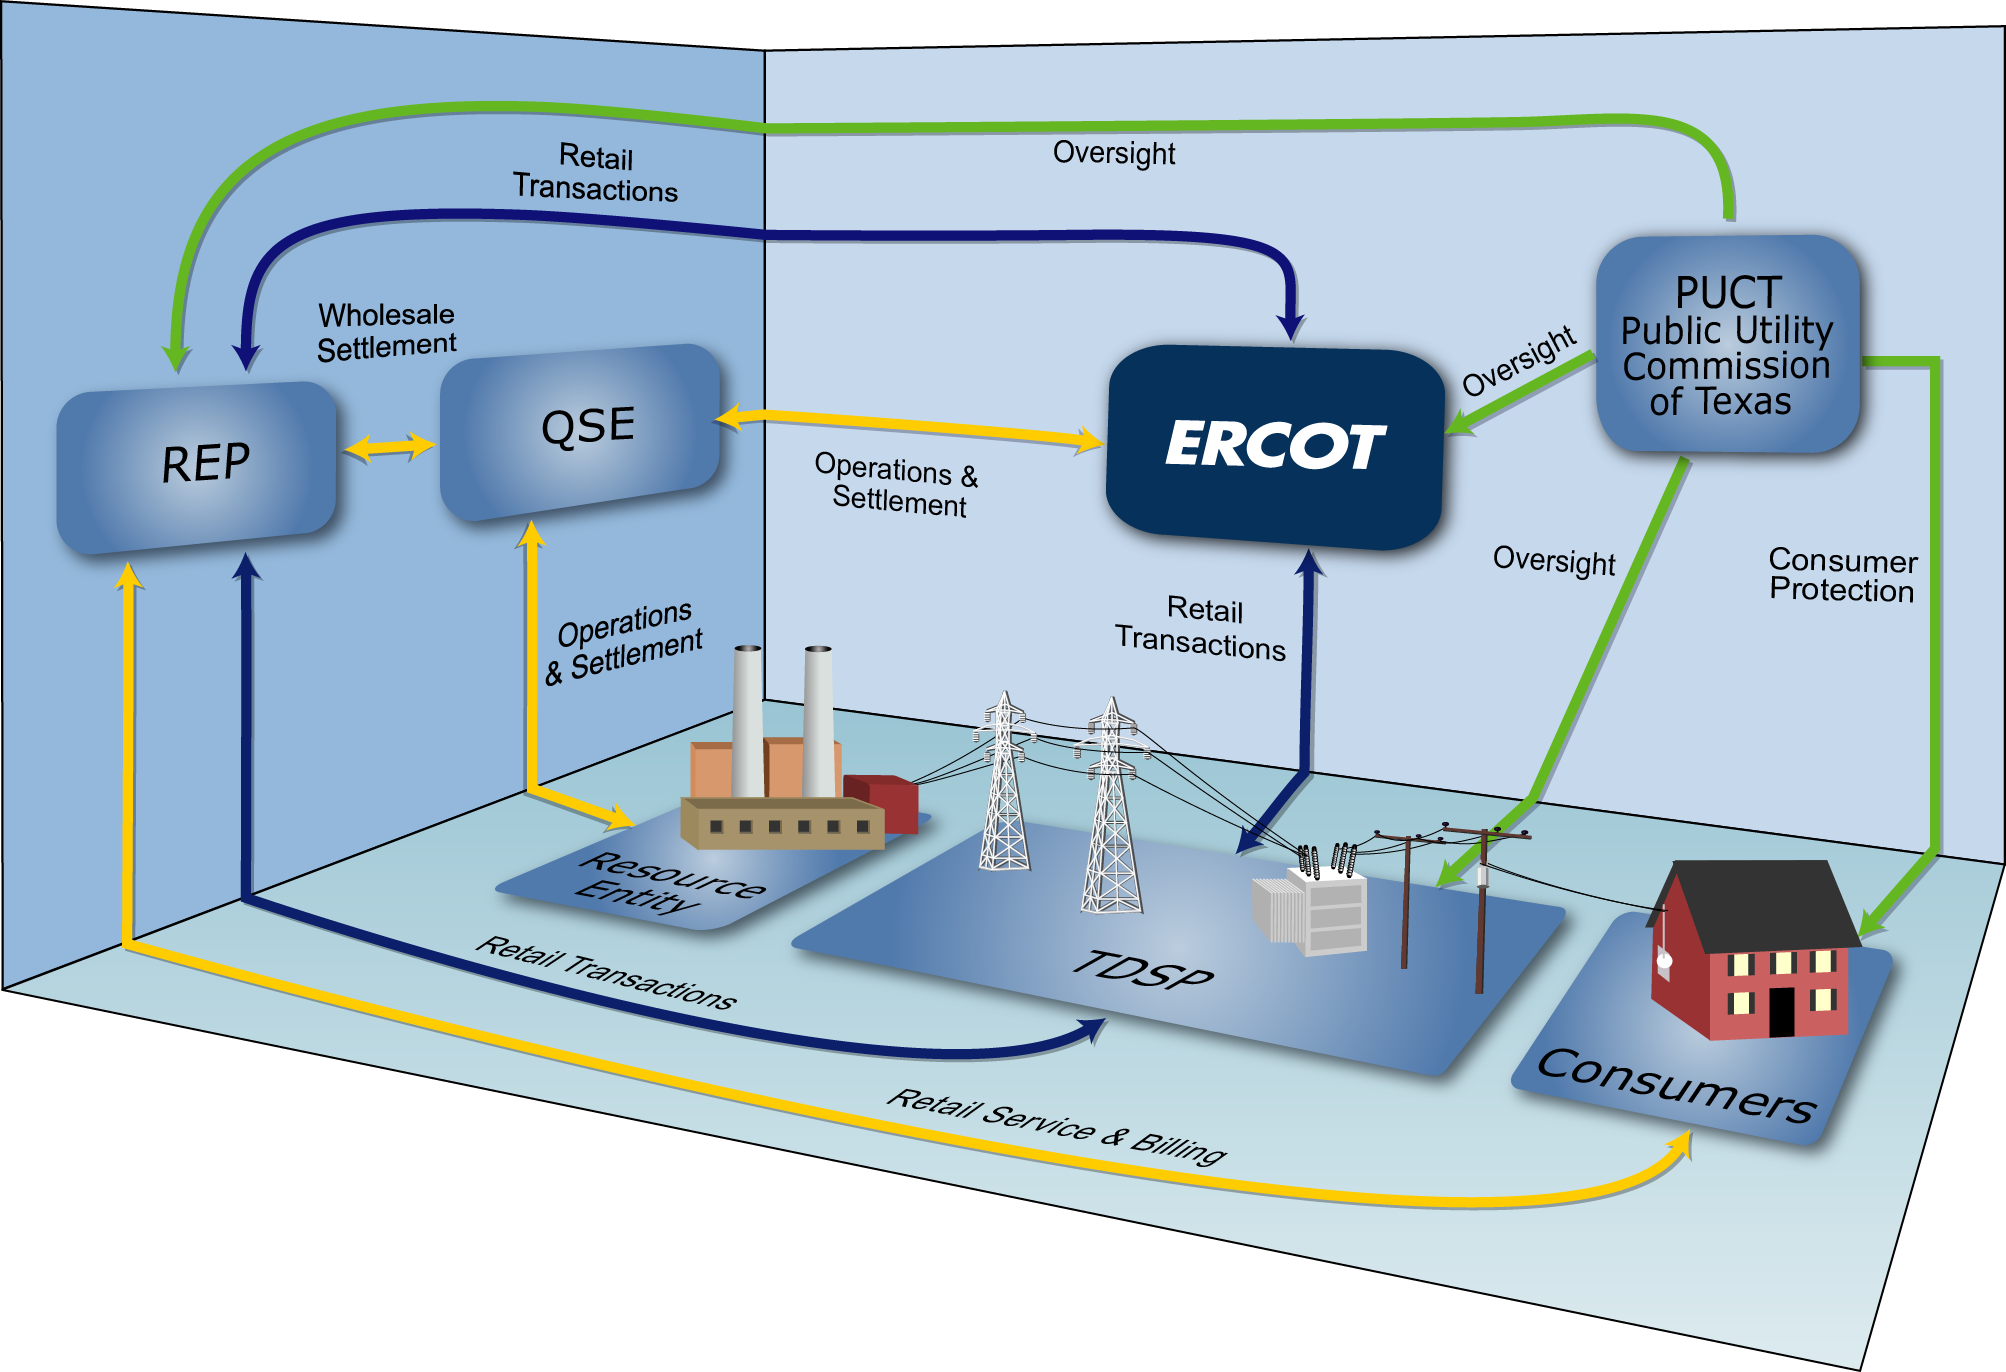 Oversight
Retail
Transactions
Wholesale
Settlement
PUCT
Public Utility
Commission
of Texas
Oversight
REP
QSE
ERCOT
Operations &
Settlement
Oversight
Consumer
Protection
Operations
& Settlement
Retail
Transactions
Resource
Entity
Retail Transactions
TDSP
Consumers
Retail Service & Billing